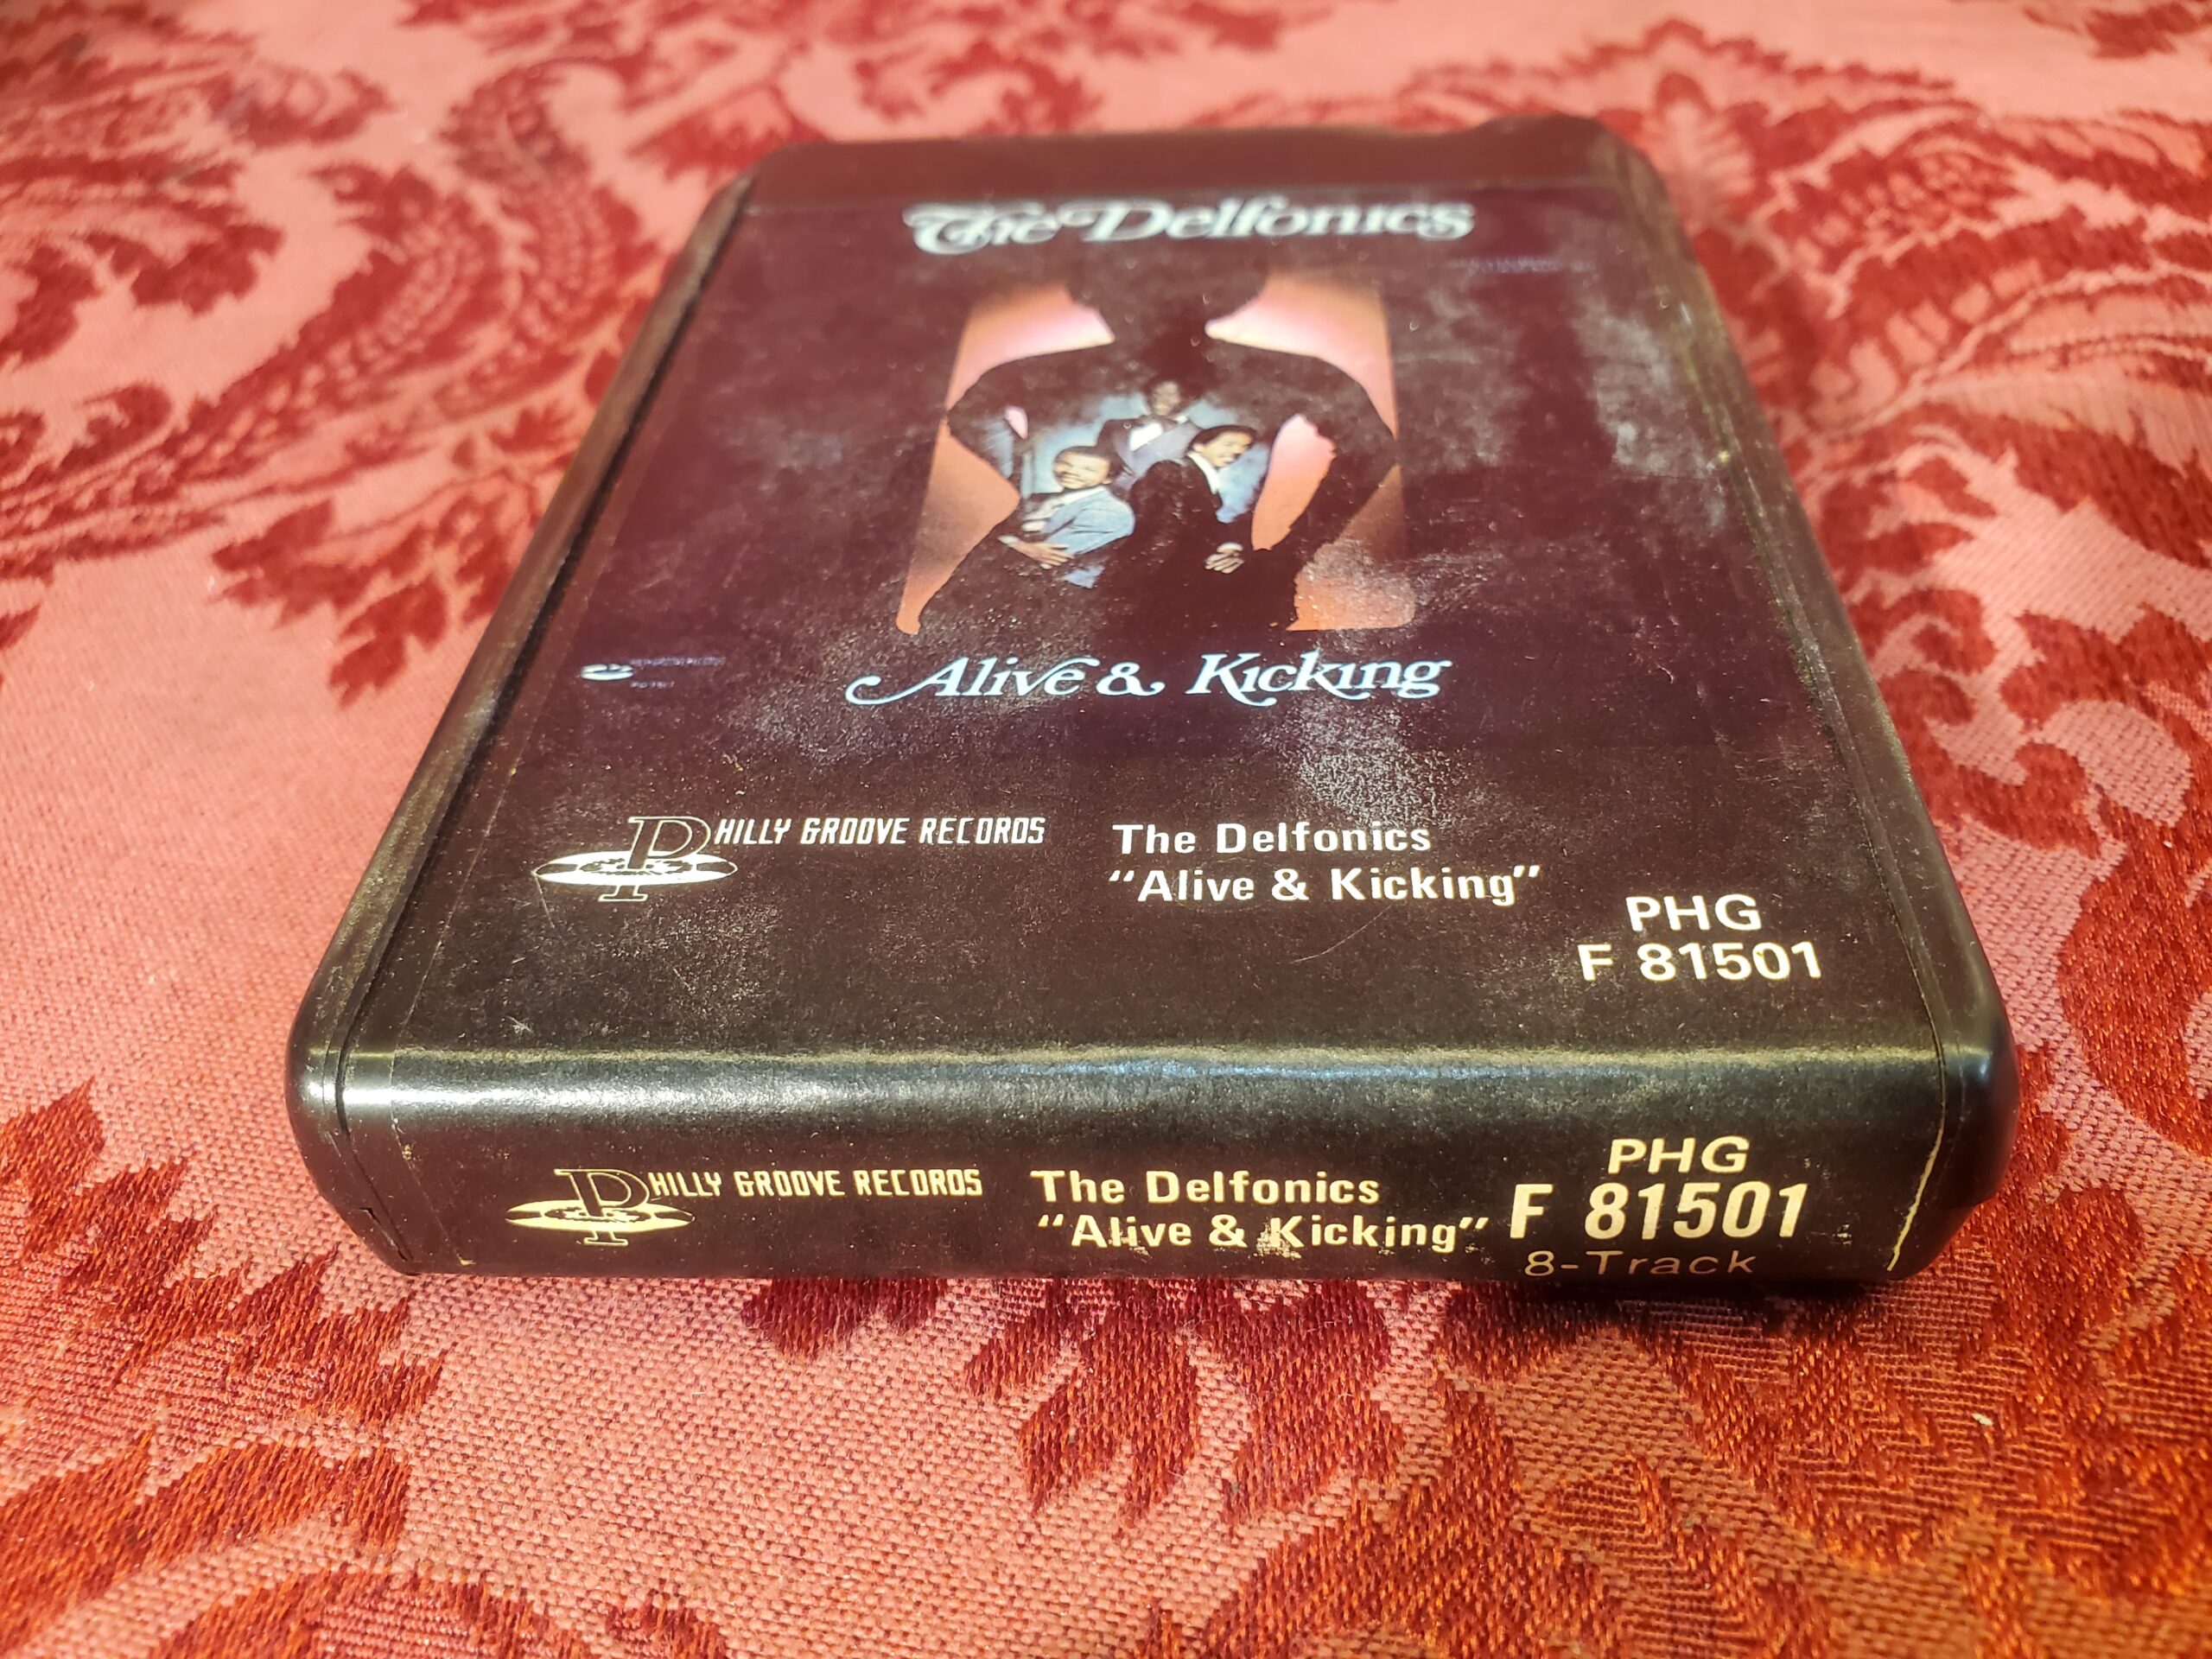 The Delfonics
Alive & Kicking
PHILLY GROOVE RECORDS
The Delfonics
"Alive & Kicking"
PHG
F 81501
PHILLY GROOVE RECORDS
The Delfonics
"Alive & Kicking"
PHG
F 81501
8-Track